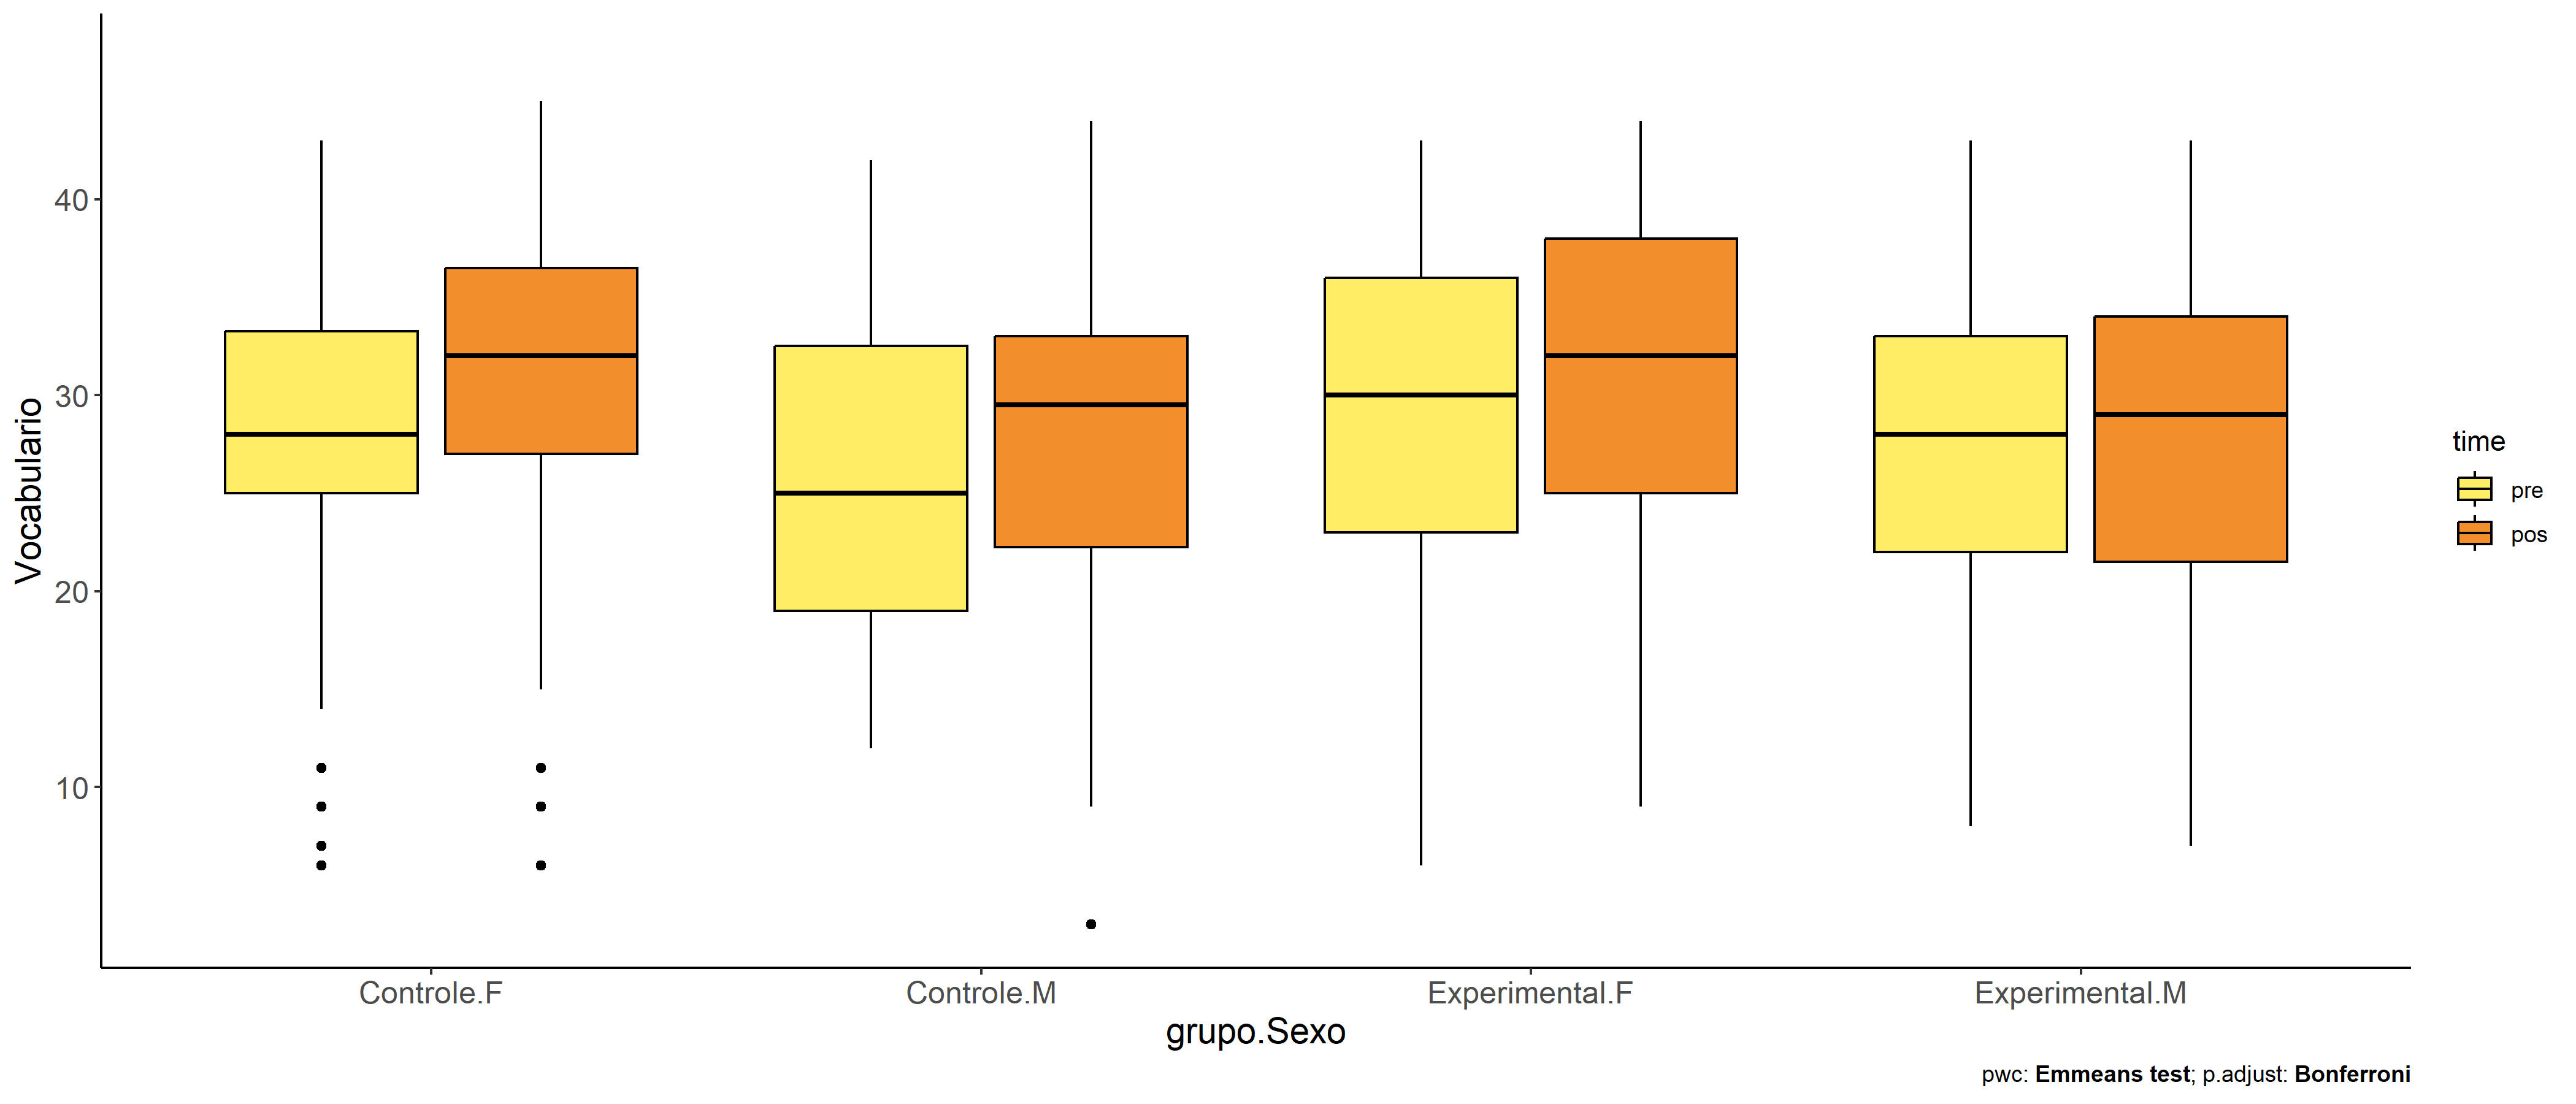 Vocabulario
40
30
20
10
Controle.F
Controle.M
Experimental.F
Experimental.M
grupo.Sexo
time
pre
pos
pwc: Emmeans test; p.adjust: Bonferroni